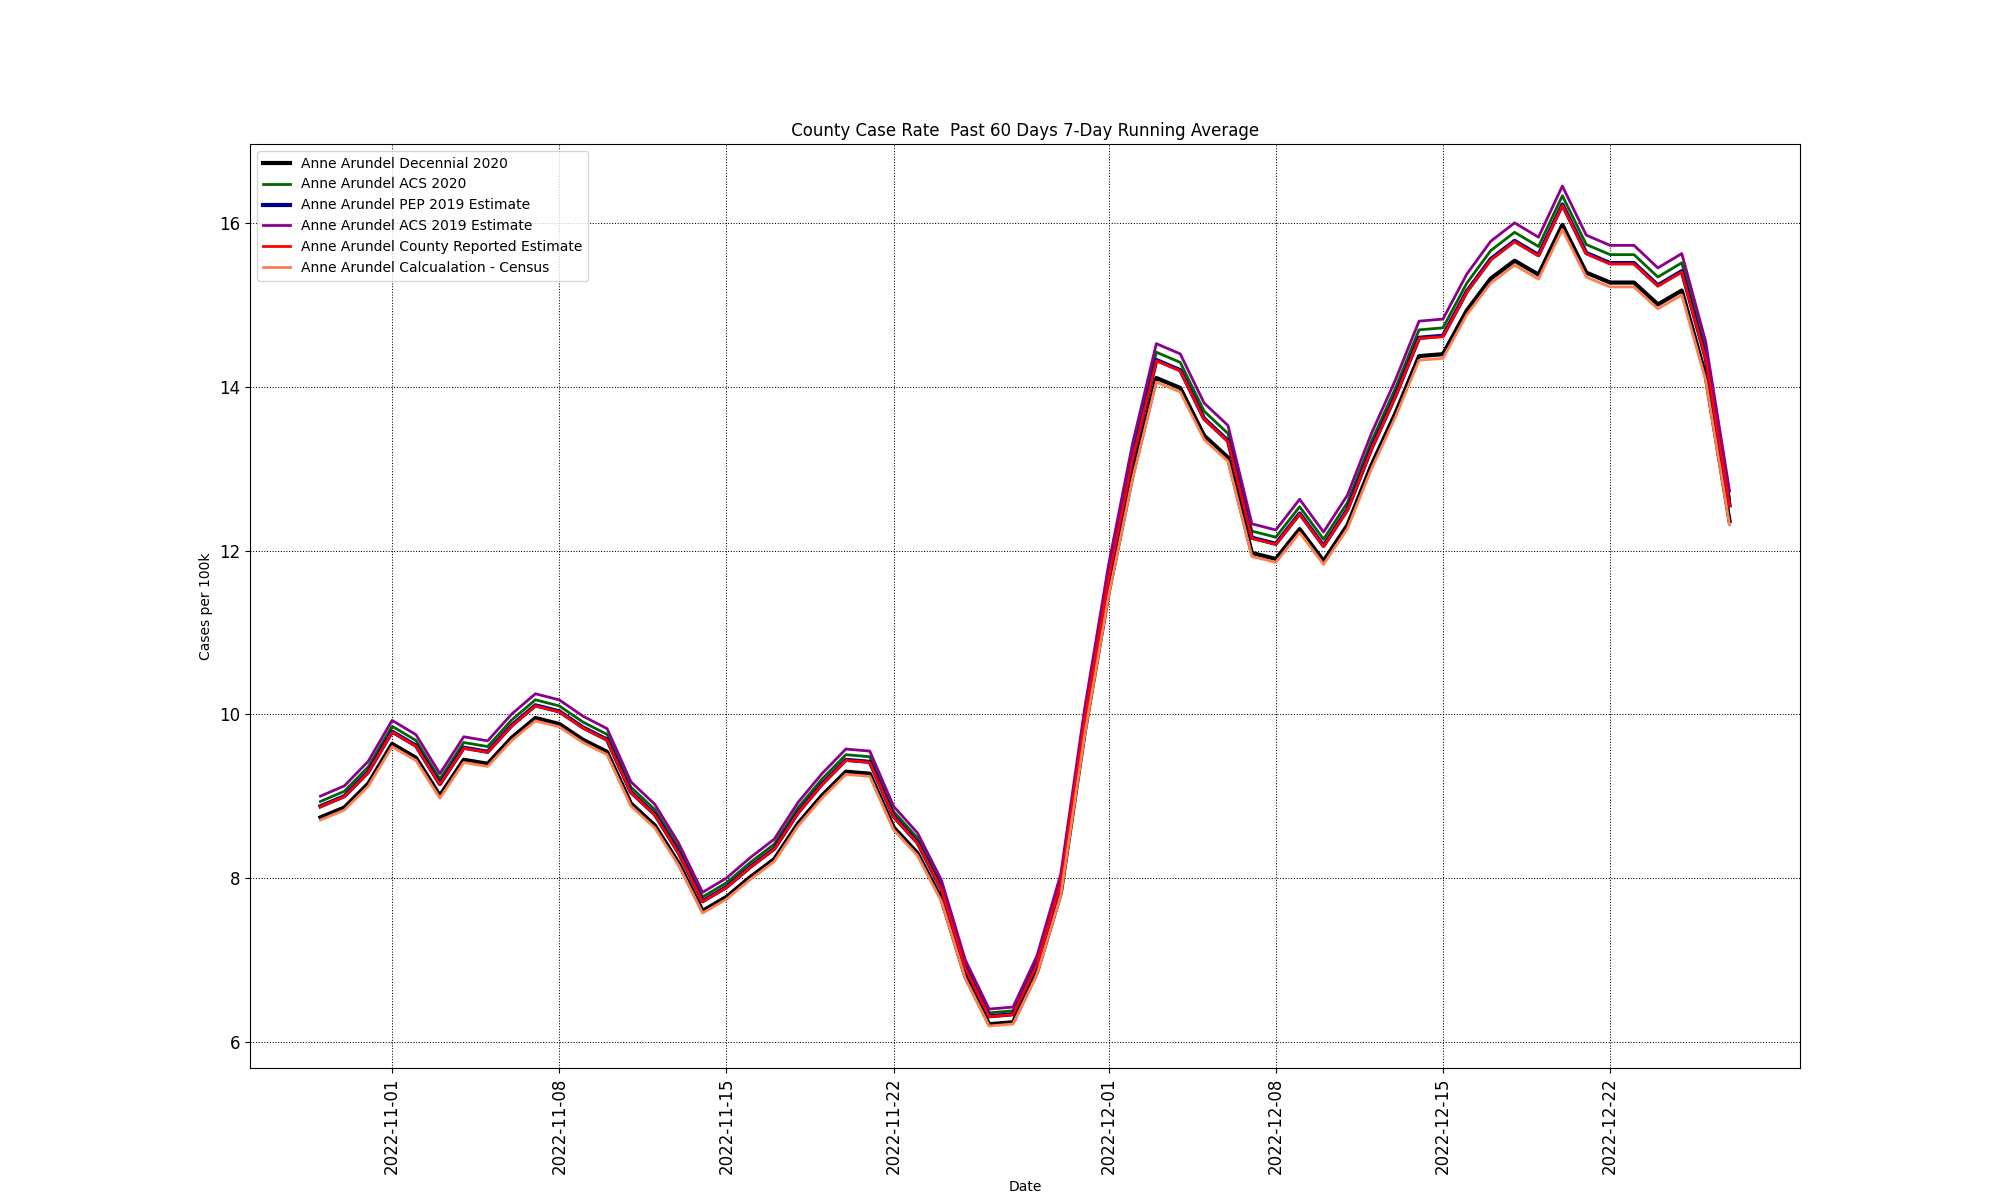 County Case Rate  Past 60 Days 7-Day Running Average
Anne Arundel Decennial 2020
Anne Arundel ACS 2020
Anne Arundel PEP 2019 Estimate
Anne Arundel ACS 2019 Estimate
Anne Arundel County Reported Estimate
Anne Arundel Calcualation - Census
16
14
12
10
8
6
Cases per 100k
2022-11-01
2022-11-08
2022-11-15
2022-11-22
2022-12-01
2022-12-08
2022-12-15
2022-12-22
Date